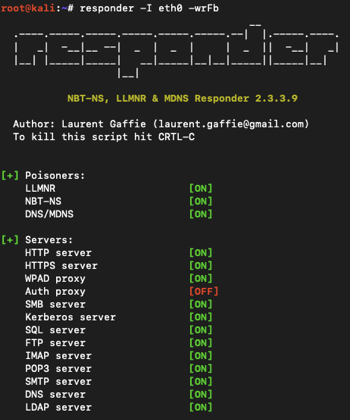 root@kali:~# responder -I eth0 -wrFb
NBT-NS, LLMNR & MDNS Responder 2.3.3.9
Author: Laurent Gaffie (laurent.gaffie@gmail.com)
To kill this script hit CRTL-C
[+] Poisoners:
LLMNR [ON]
NBT-NS [ON]
DNS/MDNS [ON]
[+] Servers:
HTTP server [ON]
HTTPS server [ON]
WPAD proxy [ON]
Auth proxy [OFF]
SMB server [ON]
Kerberos server [ON]
SQL server [ON]
FTP server [ON]
IMAP server [ON]
POP3 server [ON]
SMTP server [ON]
DNS server [ON]
LDAP server [ON]